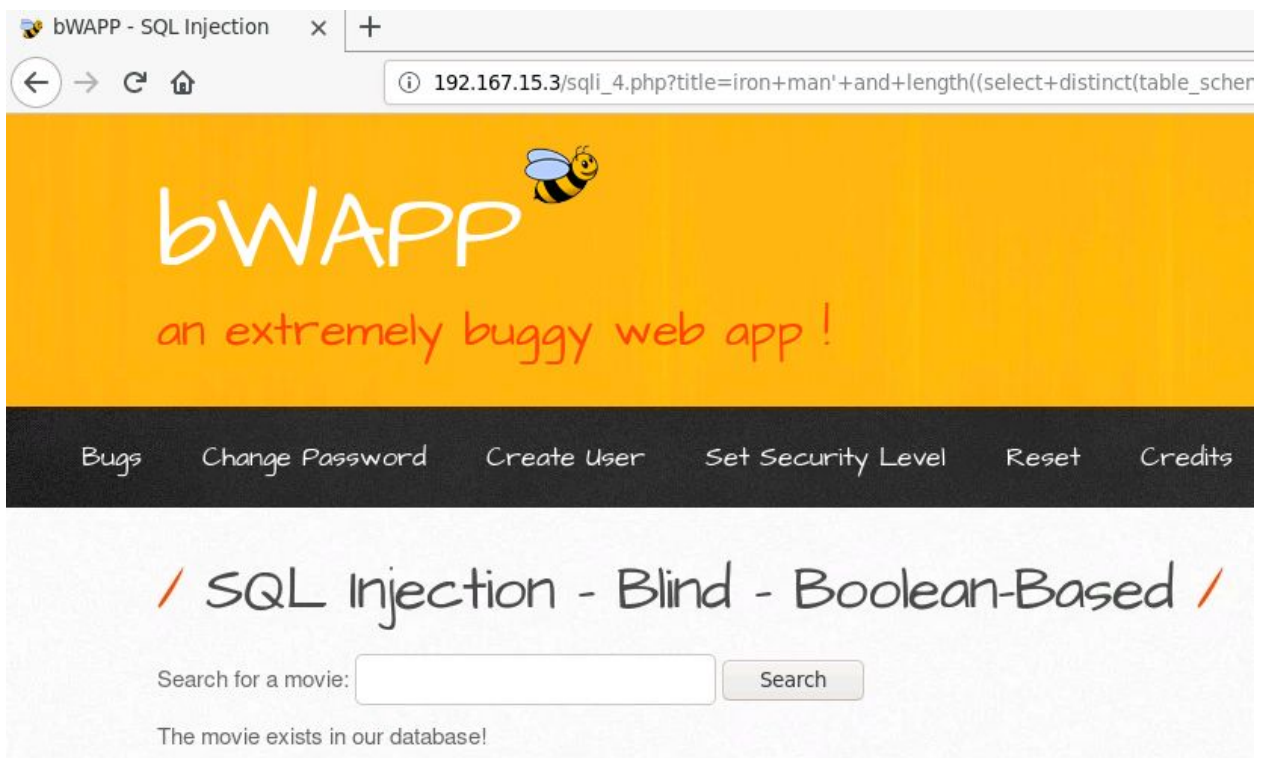 bWAPP - SQL Injection
192.167.15.3/sqli_4.php?title=iron+man'+and+length((select+distinct(table_scher
bWAPP
an extremely buggy web app !
Bugs Change Password Create User Set Security Level Reset Credits
/ SQL Injection - Blind - Boolean-Based /
Search for a movie: Search
The movie exists in our database!